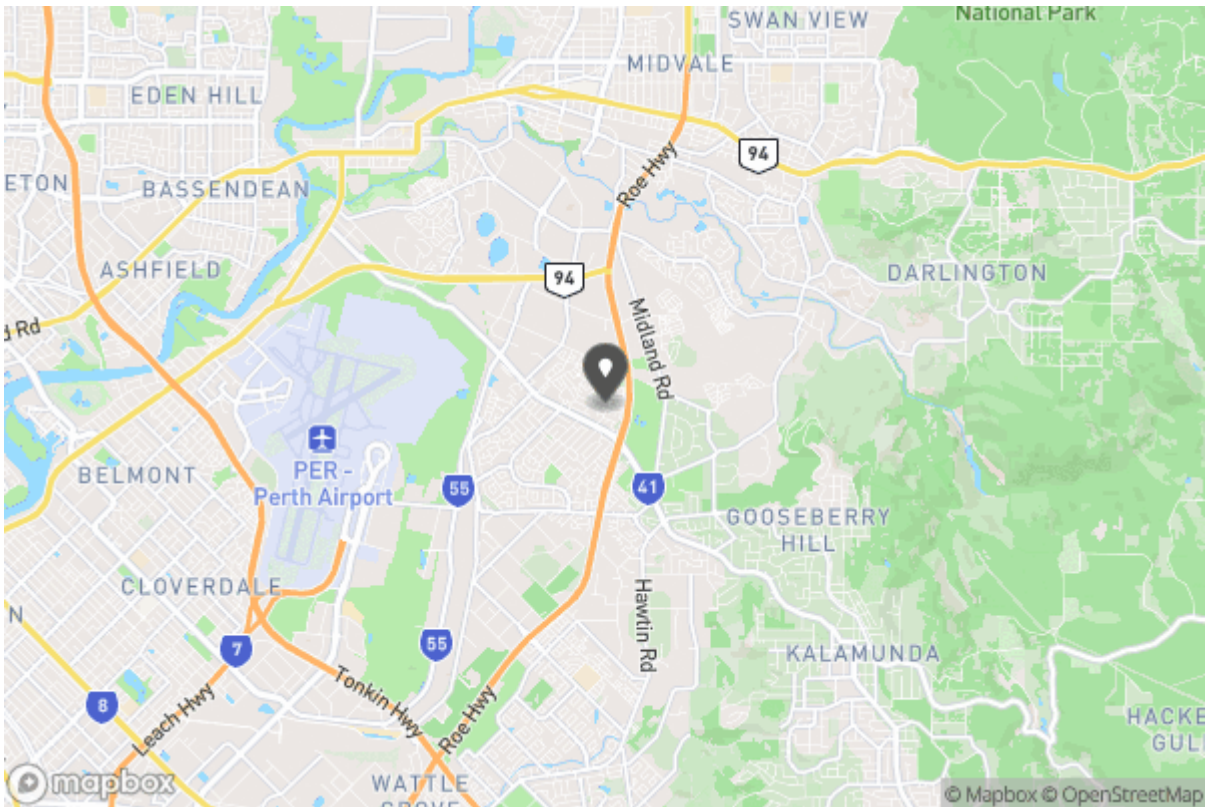 SWAN VIEW
National Park
MIDVALE
EDEN HILL
94
Roe Hwy
ETON
BASSENDEAN
ASHFIELD
94
DARLINGTON
d Rd
Midland Rd
BELMONT
PER -
Perth Airport
55
41
GOOSEBERRY
HILL
CLOVERDALE
Hawtin Rd
N
7
55
KALAMUNDA
Tonkin Hwy
8
Leach Hwy
Roe Hwy
HACKE
GULL
WATTLE
GROVE
mapbox
© Mapbox © OpenStreetMap